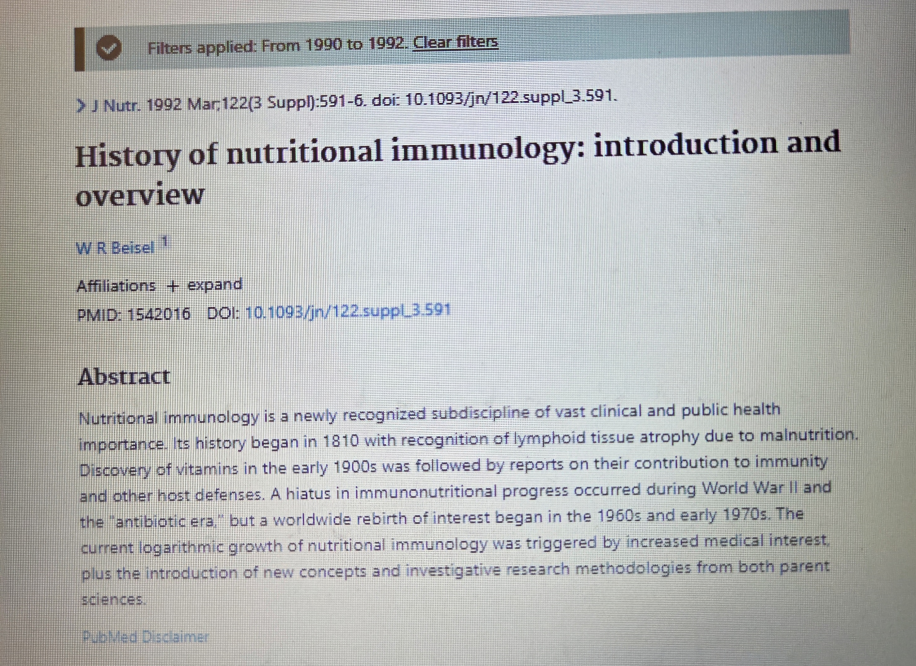 Filters applied: From 1990 to 1992. Clear filters
J Nutr. 1992 Mar;122(3 Suppl):591-6. doi: 10.1093/jn/122.suppl_3.591.
History of nutritional immunology: introduction and
overview
W R Beisel 1
Affiliations + expand
PMID: 1542016 DOI: 10.1093/jn/122.suppl_3.591
Abstract
Nutritional immunology is a newly recognized subdiscipline of vast clinical and public health
importance. Its history began in 1810 with recognition of lymphoid tissue atrophy due to malnutrition.
Discovery of vitamins in the early 1900s was followed by reports on their contribution to immunity
and other host defenses. A hiatus in immunonutritional progress occurred during World War II and
the "antibiotic era," but a worldwide rebirth of interest began in the 1960s and early 1970s. The
current logarithmic growth of nutritional immunology was triggered by increased medical interest,
plus the introduction of new concepts and investigative research methodologies from both parent
sciences.
PubMed Disclaimer